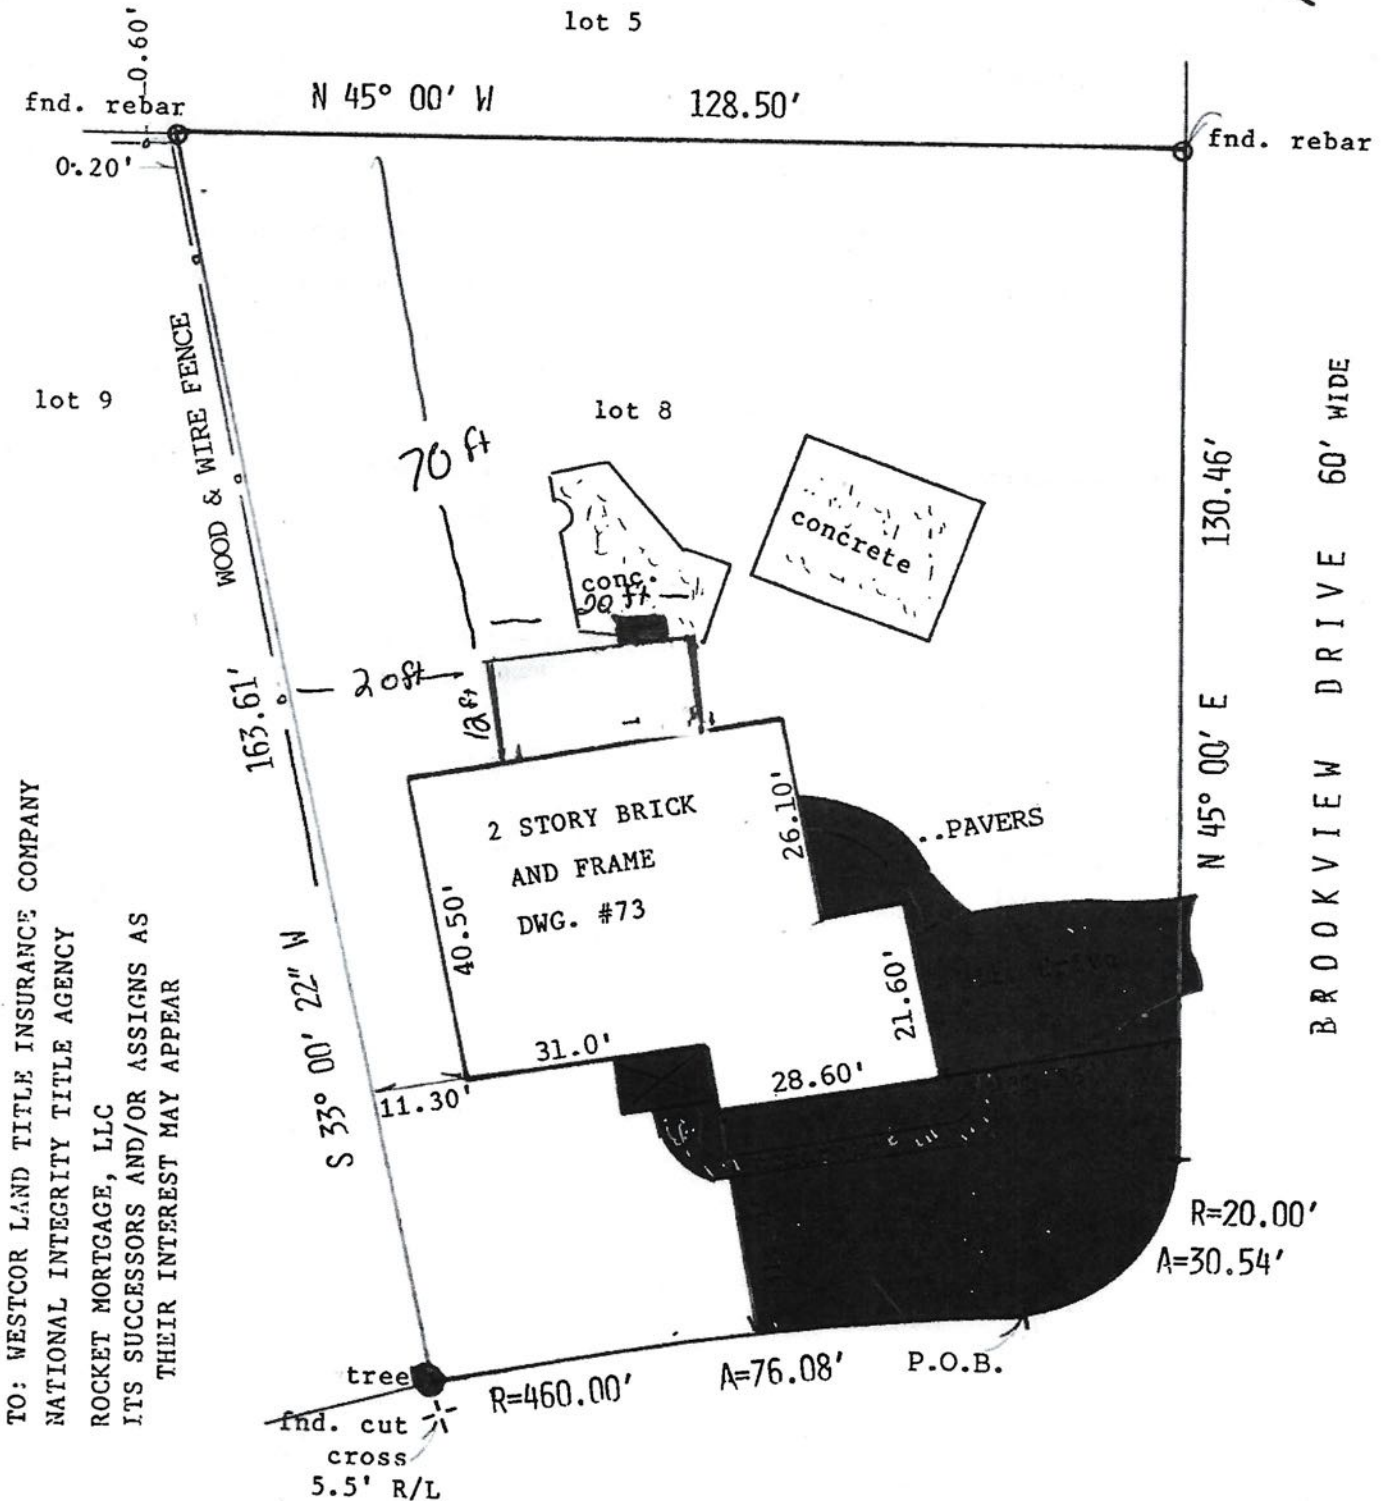 lot 5
0.60'
fnd. rebar
N 45° 00' W
128.50'
fnd. rebar
0.20'
WOOD & WIRE FENCE
lot 9
lot 8
70 ft
concrete
conc.
20 ft
130.46'
BROOKVIEW DRIVE 60' WIDE
20ft
12 ft
163.61'
N 45° 00' E
2 STORY BRICK
AND FRAME
DWG. #73
26.10'
..PAVERS
40.50'
21.60'
31.0'
28.60'
11.30'
S 33° 00' 22" W
R=20.00'
A=30.54'
TO: WESTCOR LAND TITLE INSURANCE COMPANY
NATIONAL INTEGRITY TITLE AGENCY
ROCKET MORTGAGE, LLC
ITS SUCCESSORS AND/OR ASSIGNS AS
THEIR INTEREST MAY APPEAR
tree
R=460.00'
A=76.08'
P.O.B.
fnd. cut
cross
5.5' R/L